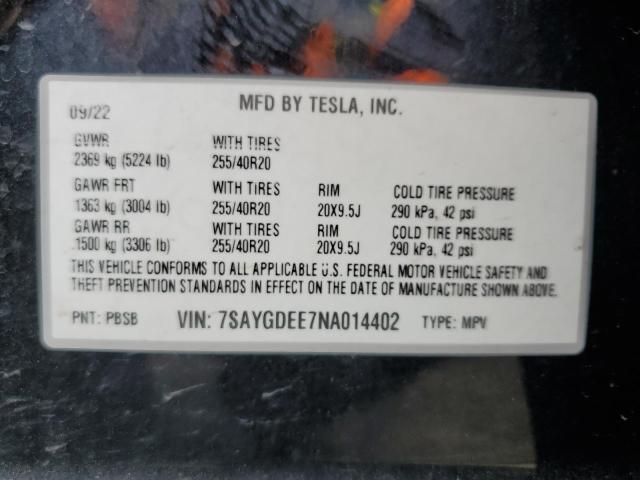 MFD BY TESLA, INC.
09/22
GVWR WITH TIRES
2369 kg (5224 lb) 255/40R20
GAWR FRT WITH TIRES RIM COLD TIRE PRESSURE
1363 kg (3004 lb) 255/40R20 20X9.5J 290 kPa, 42 psi
GAWR RR WITH TIRES RIM COLD TIRE PRESSURE
1500 kg (3306 lb) 255/40R20 20X9.5J 290 kPa, 42 psi
THIS VEHICLE CONFORMS TO ALL APPLICABLE U.S. FEDERAL MOTOR VEHICLE SAFETY AND
THEFT PREVENTION STANDARDS IN EFFECT ON THE DATE OF MANUFACTURE SHOWN ABOVE.
PNT: PBSB VIN: 7SAYGDEE7NA014402 TYPE: MPV